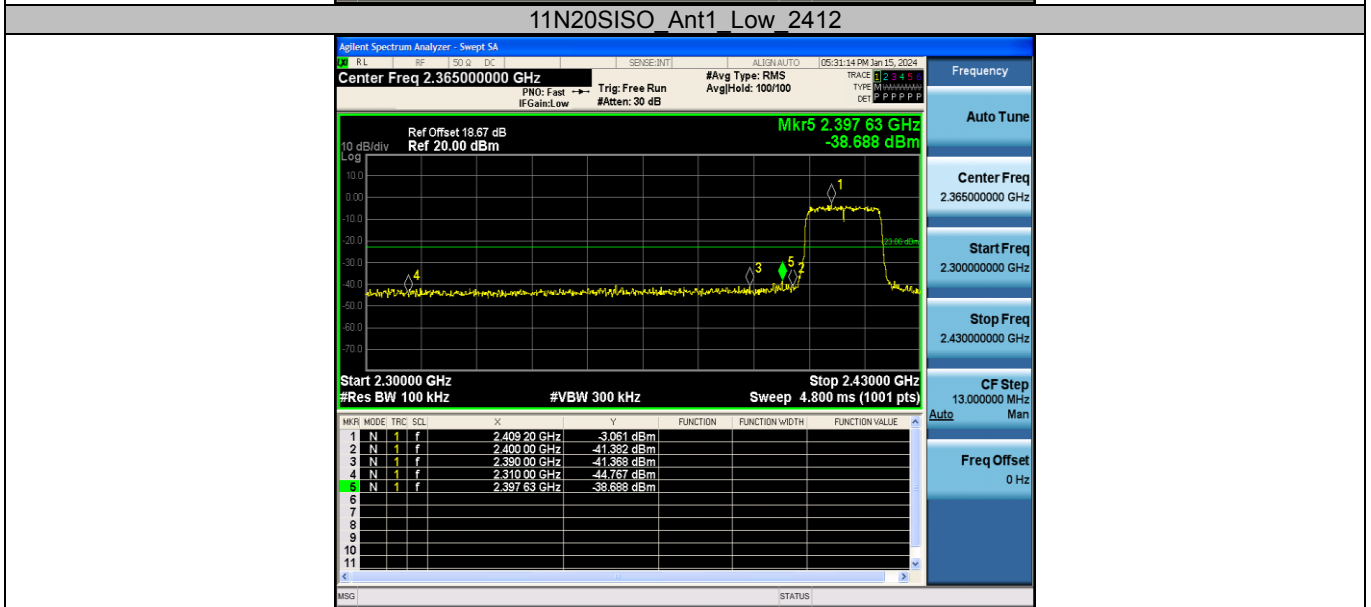 11N20SISO_Ant1_Low_2412
Agilent Spectrum Analyzer - Swept SA
LXI RL RF 50 Ω DC SENSE:INT ALIGN AUTO 05:31:14 PM Jan 15, 2024
Center Freq 2.365000000 GHz
PNO: Fast
IFGain:Low
Trig: Free Run
#Atten: 30 dB
#Avg Type: RMS
Avg|Hold: 100/100
TRACE 1 2 3 4 5 6
TYPE M
DET P P P P P P
Frequency
Auto Tune
Mkr5 2.397 63 GHz
-38.688 dBm
Ref Offset 18.67 dB
10 dB/div Ref 20.00 dBm
Log
10.0
0.00
-10.0
-20.0
-30.0
-40.0
-50.0
-60.0
-70.0
1
4
3
5
2
Center Freq
2.365000000 GHz
Start Freq
2.300000000 GHz
Stop Freq
2.430000000 GHz
CF Step
13.000000 MHz
Auto Man
Freq Offset
0 Hz
Start 2.30000 GHz Stop 2.43000 GHz
#Res BW 100 kHz #VBW 300 kHz Sweep 4.800 ms (1001 pts)
MKR MODE TRC SCL X Y FUNCTION FUNCTION WIDTH FUNCTION VALUE
1 N 1 f 2.409 20 GHz -3.061 dBm
2 N 1 f 2.400 00 GHz -41.382 dBm
3 N 1 f 2.390 00 GHz -41.368 dBm
4 N 1 f 2.310 00 GHz -44.767 dBm
5 N 1 f 2.397 63 GHz -38.688 dBm
6
7
8
9
10
11
MSG STATUS